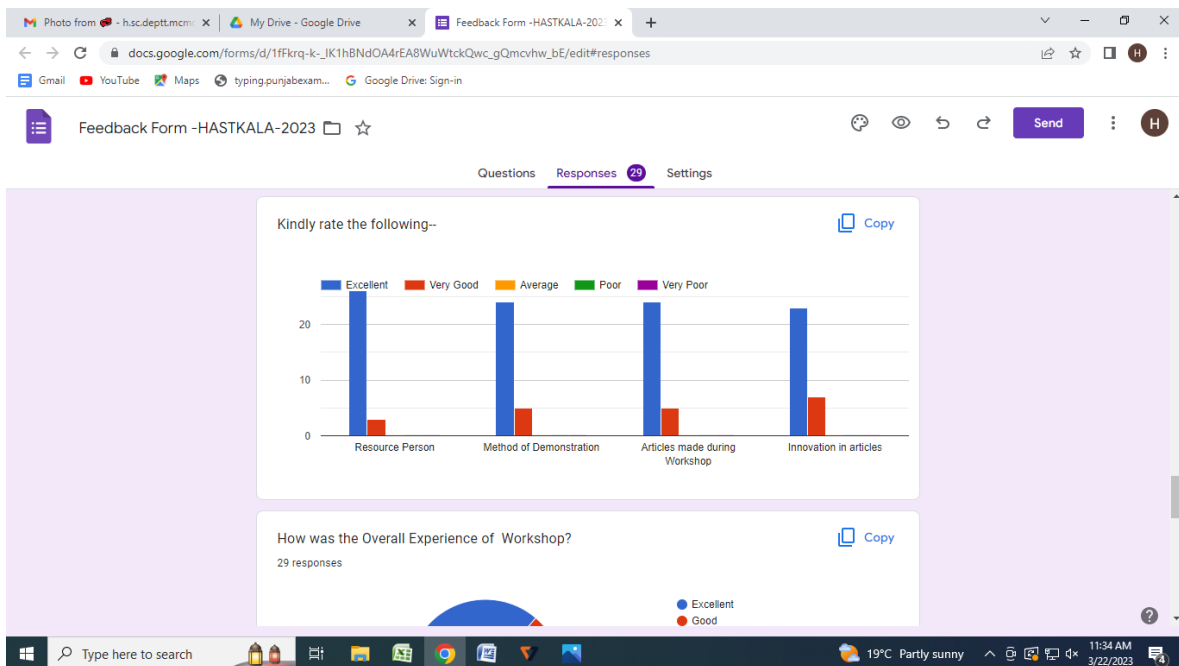 Photo from 💏 - h.sc.deptt.mcm
My Drive - Google Drive
Feedback Form -HASTKALA-202
docs.google.com/forms/d/1fFkrq-k-_IK1hBNdOA4rEA8WuWtckQwc_gQmcvhw_bE/edit#responses
H
Gmail YouTube Maps typing.punjabexam... Google Drive: Sign-in
Feedback Form -HASTKALA-2023
Send
H
Questions Responses 29 Settings
Kindly rate the following--
Copy
Excellent Very Good Average Poor Very Poor
20
10
0
Resource Person Method of Demonstration Articles made during Workshop Innovation in articles
How was the Overall Experience of Workshop?
Copy
29 responses
Excellent
Good
Type here to search
19°C Partly sunny
11:34 AM
3/22/2023
4